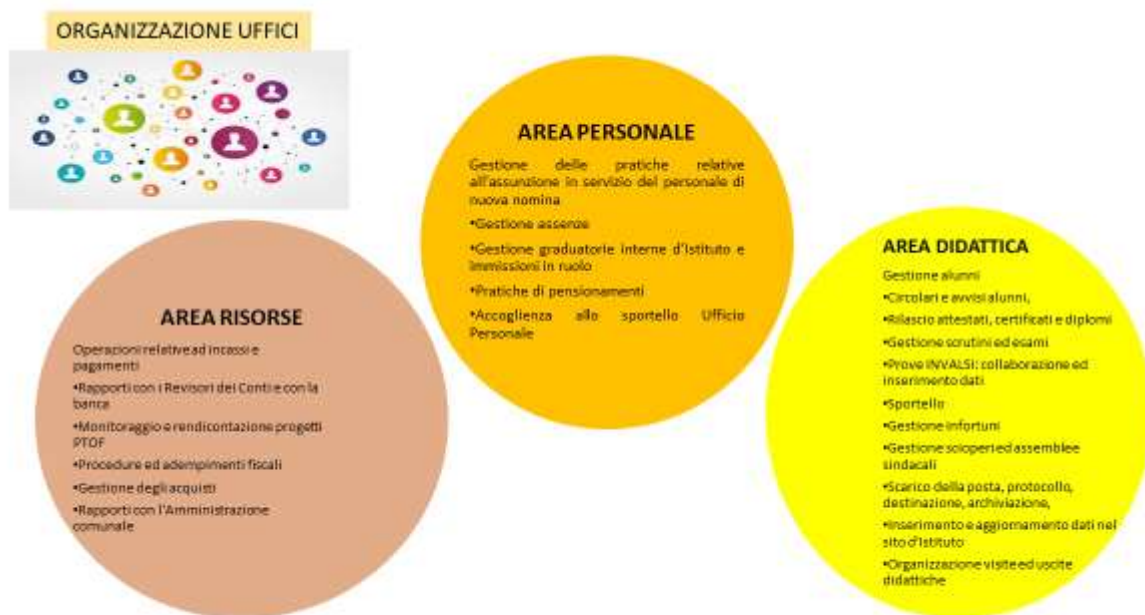 ORGANIZZAZIONE UFFICI
AREA PERSONALE
Gestione delle pratiche relative
all'assunzione in servizio del personale di
nuova nomina
•Gestione assenze
•Gestione graduatorie interne d'Istituto e
immissioni in ruolo
•Pratiche di pensionamenti
•Accoglienza allo sportello Ufficio
Personale
AREA RISORSE
Operazioni relative ad incassi e
pagamenti
•Rapporti con i Revisori dei Conti e con la
banca
•Monitoraggio e rendicontazione progetti
PTOF
•Procedure ed adempimenti fiscali
•Gestione degli acquisti
•Rapporti con l'Amministrazione
comunale
AREA DIDATTICA
Gestione alunni
•Circolari e avvisi alunni,
•Rilascio attestati, certificati e diplomi
•Gestione scrutini ed esami
•Prove INVALSI: collaborazione ed
inserimento dati
•Sportello
•Gestione infortuni
•Gestione scioperi ed assemblee
sindacali
•Scarico della posta, protocollo,
destinazione, archiviazione,
•Inserimento e aggiornamento dati nel
sito d'Istituto
•Organizzazione visite ed uscite
didattiche